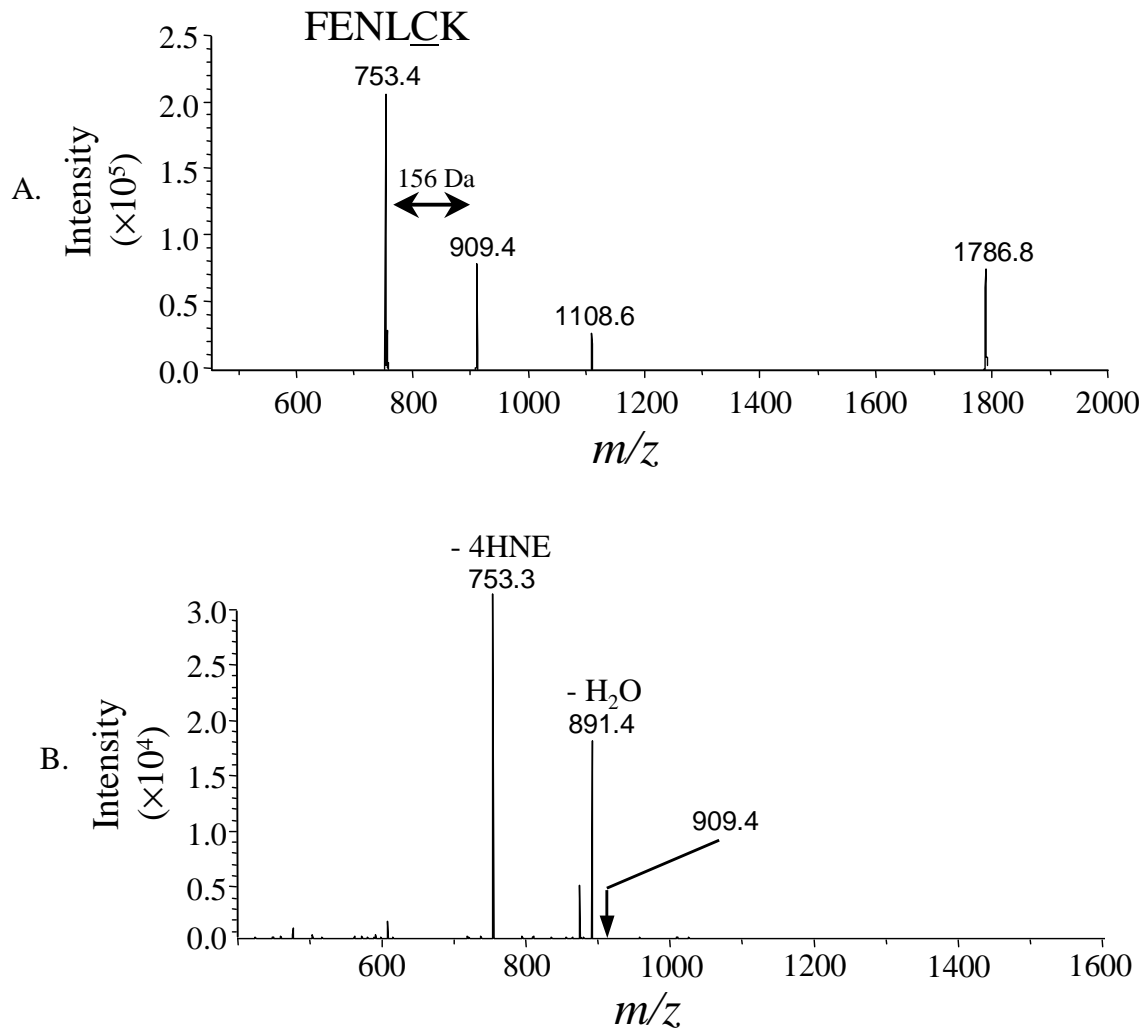 FENLCK
2.5
753.4
2.0
156 Da
1.5
A.
Intensity
(×10⁵)
1.0
909.4
1786.8
0.5
1108.6
0.0
600 800 1000 1200 1400 1600 1800 2000
m/z
- 4HNE
753.3
3.0
2.5
- H₂O
891.4
2.0
B.
Intensity
(×10⁴)
1.5
1.0
909.4
0.5
0.0
600 800 1000 1200 1400 1600
m/z